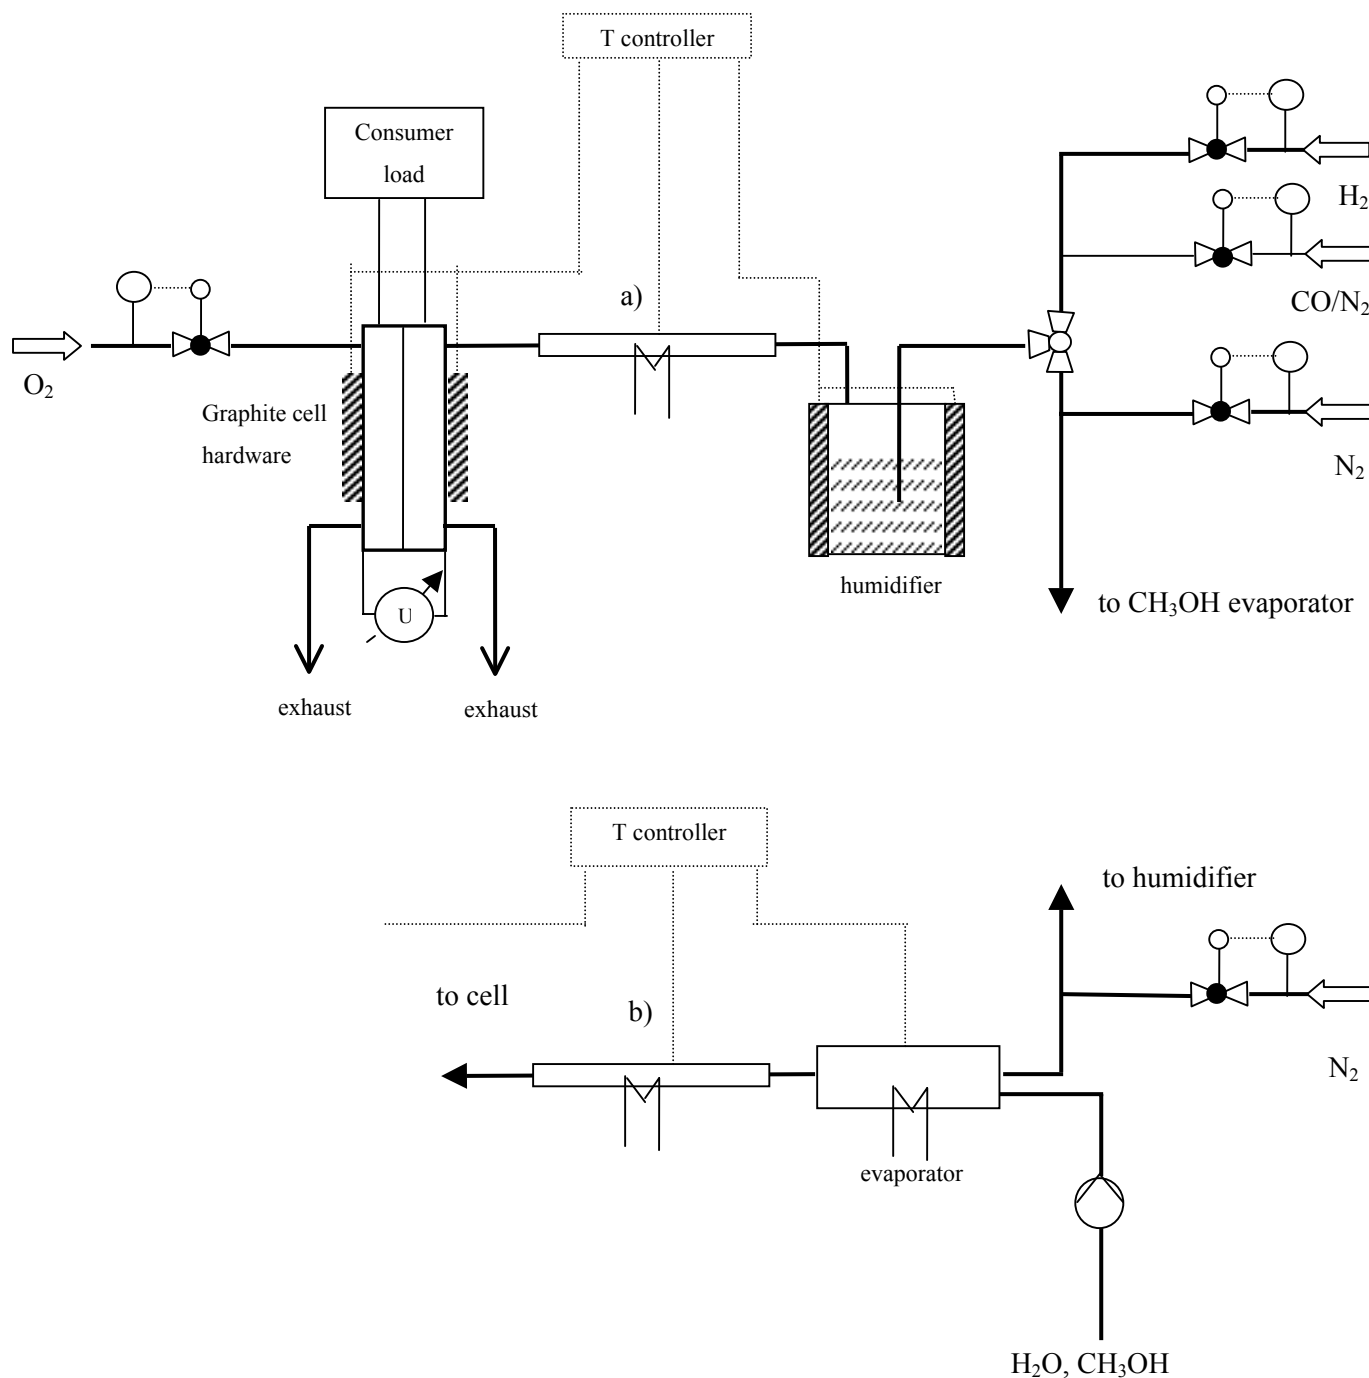 T controller
Consumer
load
H₂
a)
CO/N₂
O₂
Graphite cell
hardware
N₂
humidifier
to CH₃OH evaporator
U
exhaust
exhaust
T controller
to humidifier
to cell
b)
N₂
evaporator
H₂O, CH₃OH